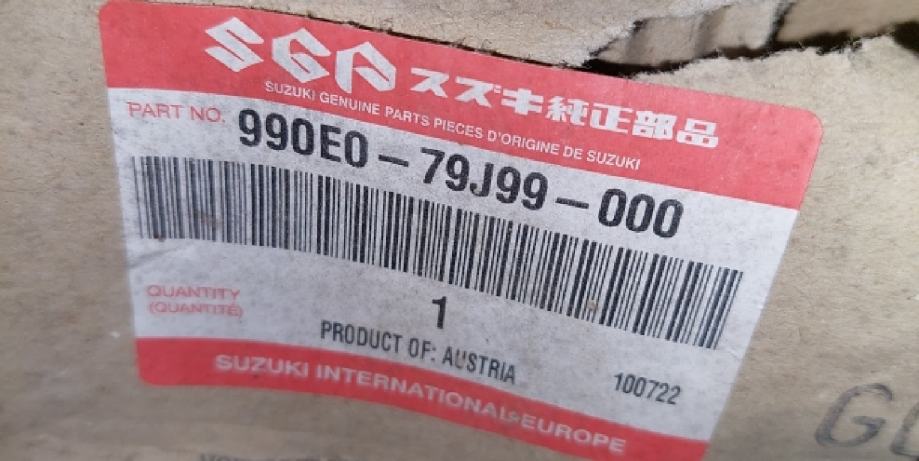 SGP スズキ純正部品
SUZUKI GENUINE PARTS PIECES D'ORIGINE DE SUZUKI
PART NO. 990E0-79J99-000
QUANTITY
(QUANTITÉ)
1
PRODUCT OF: AUSTRIA
100722
SUZUKI INTERNATIONAL EUROPE